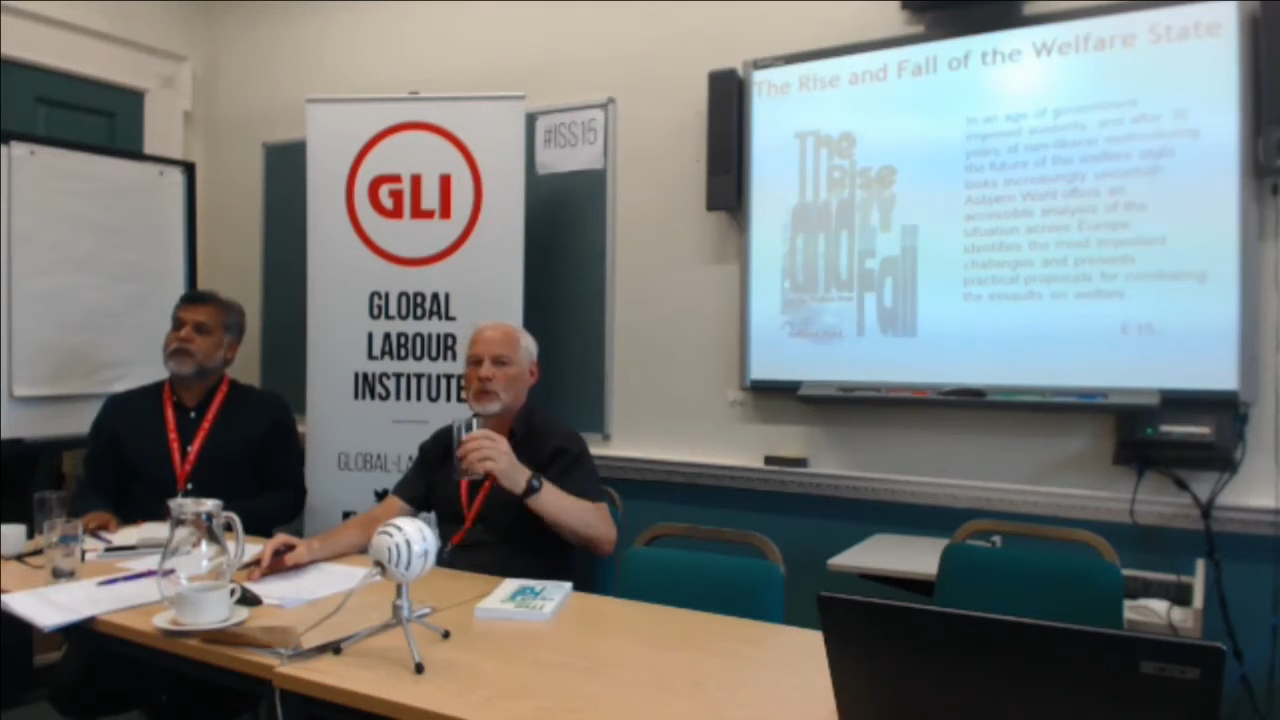 #ISS15
GLI
GLOBAL
LABOUR
INSTITUTE
GLOBAL-LA
The Rise and Fall of the Welfare State
The
Rise
and
Fall
In an age of government
imposed austerity, and after 30
years of neo-liberal restructuring
the future of the welfare state
looks increasingly uncertain
Asbjørn Wahl offers an
accessible analysis of the
situation across Europe
identifies the most important
challenges and presents
practical proposals for combating
the assaults on welfare